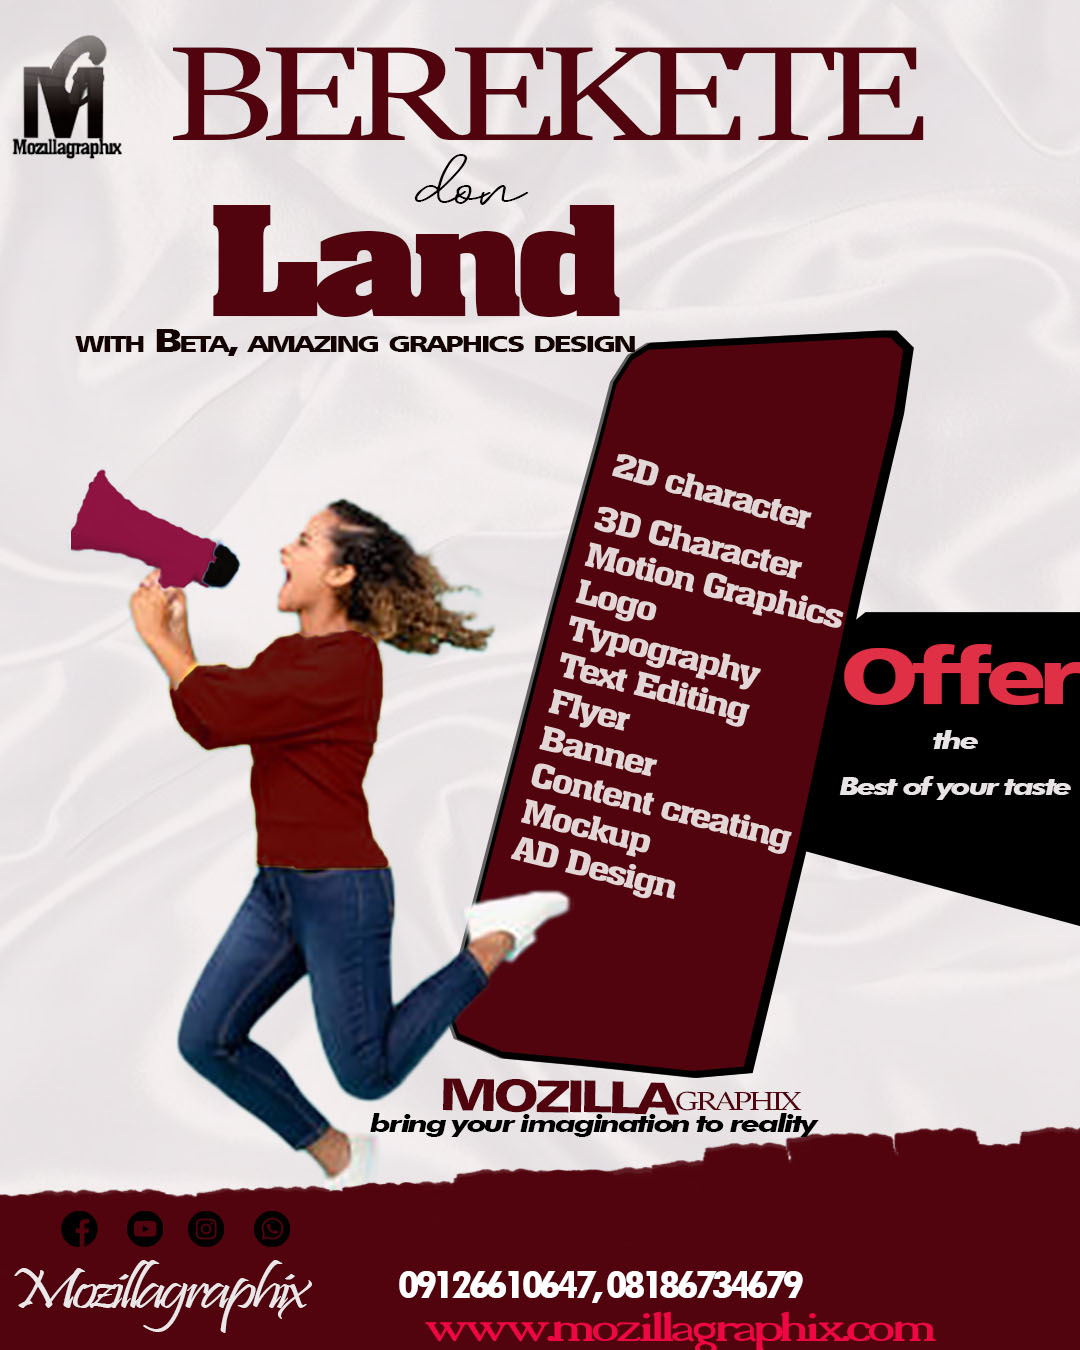 Mozillagraphix
BEREKETE
don
Land
WITH BETA, AMAZING GRAPHICS DESIGN
2D character
3D Character
Motion Graphics
Logo
Typography
Text Editing
Flyer
Banner
Content creating
Mockup
AD Design
Offer
the
Best of your taste
MOZILLAGRAPHIX
bring your imagination to reality
Mozillagraphix
09126610647, 08186734679
www.mozillagraphix.com